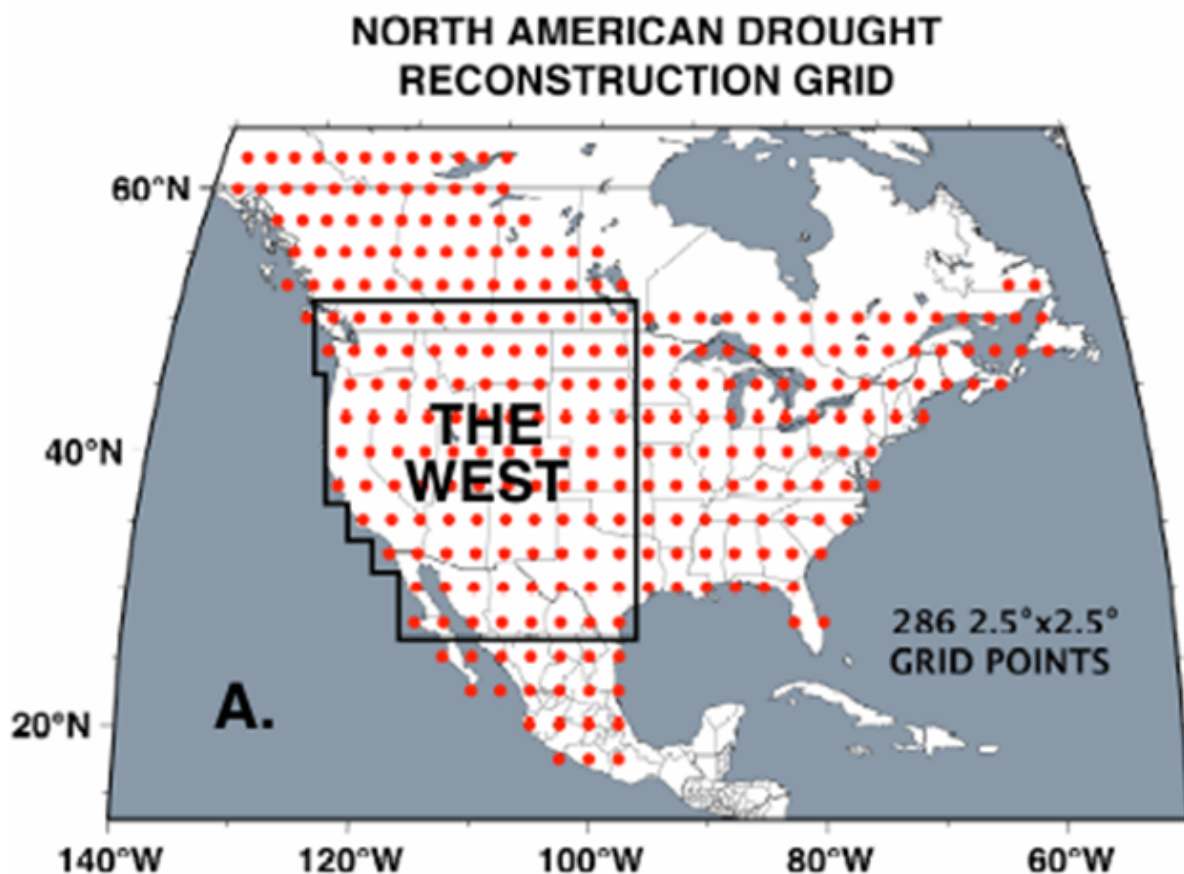 NORTH AMERICAN DROUGHT
RECONSTRUCTION GRID
60°N
40°N
20°N
THE
WEST
286 2.5°x2.5°
GRID POINTS
A.
140°W 120°W 100°W 80°W 60°W